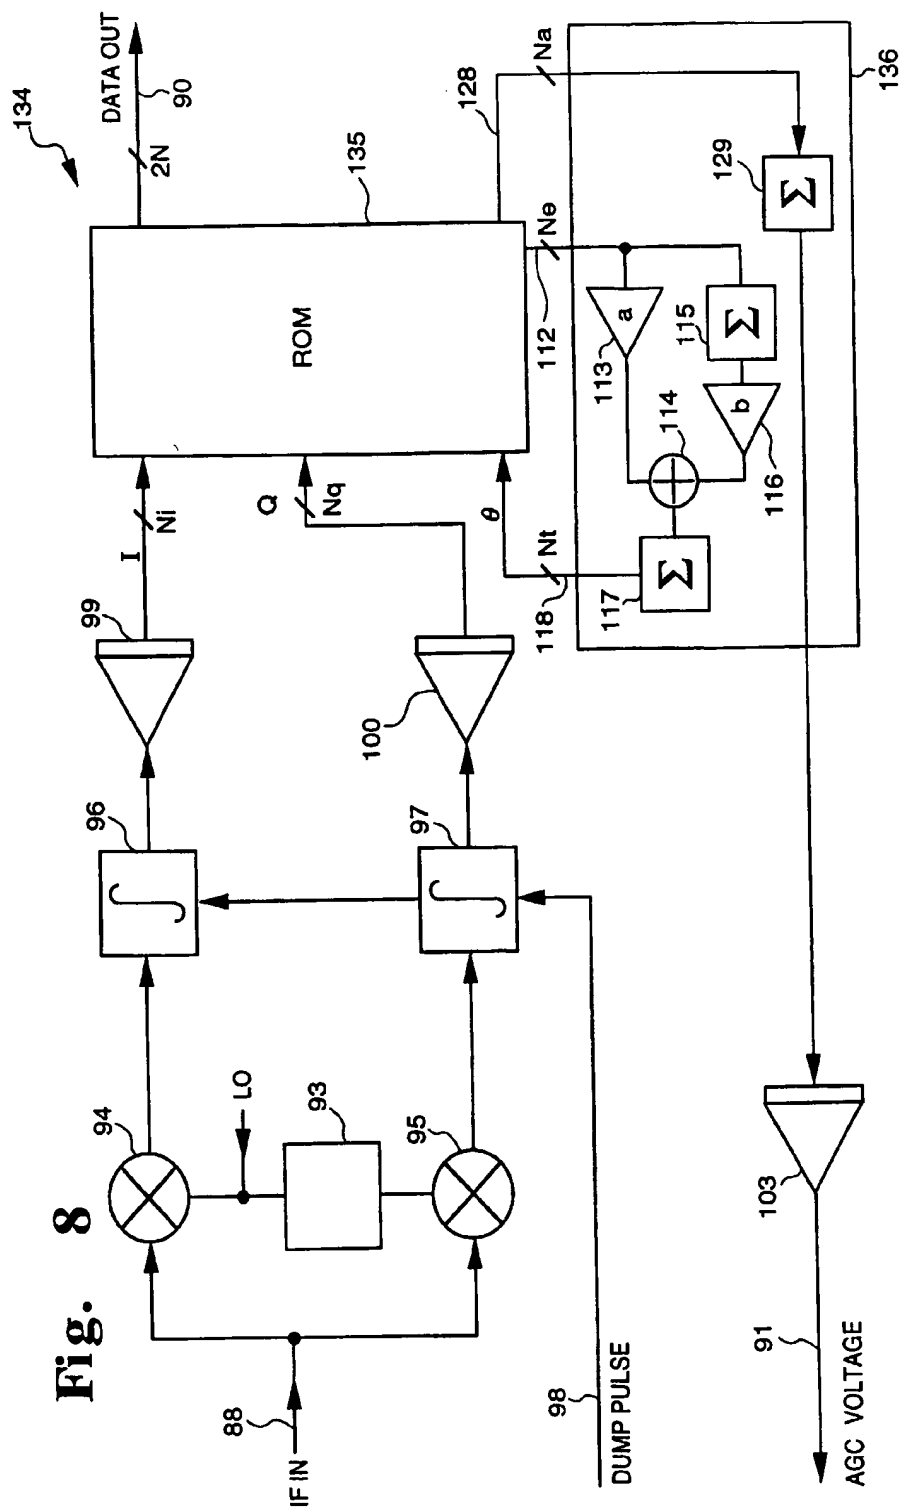 Fig. 8
134
DATA OUT
90
2N
135
ROM
I
Ni
Q
Nq
θ
99
100
96
97
94
95
93
LO
IF IN
88
DUMP PULSE
98
128
Na
136
129
Σ
Ne
112
a
113
115
Σ
b
116
114
117
Σ
118
Nt
103
91
AGC VOLTAGE